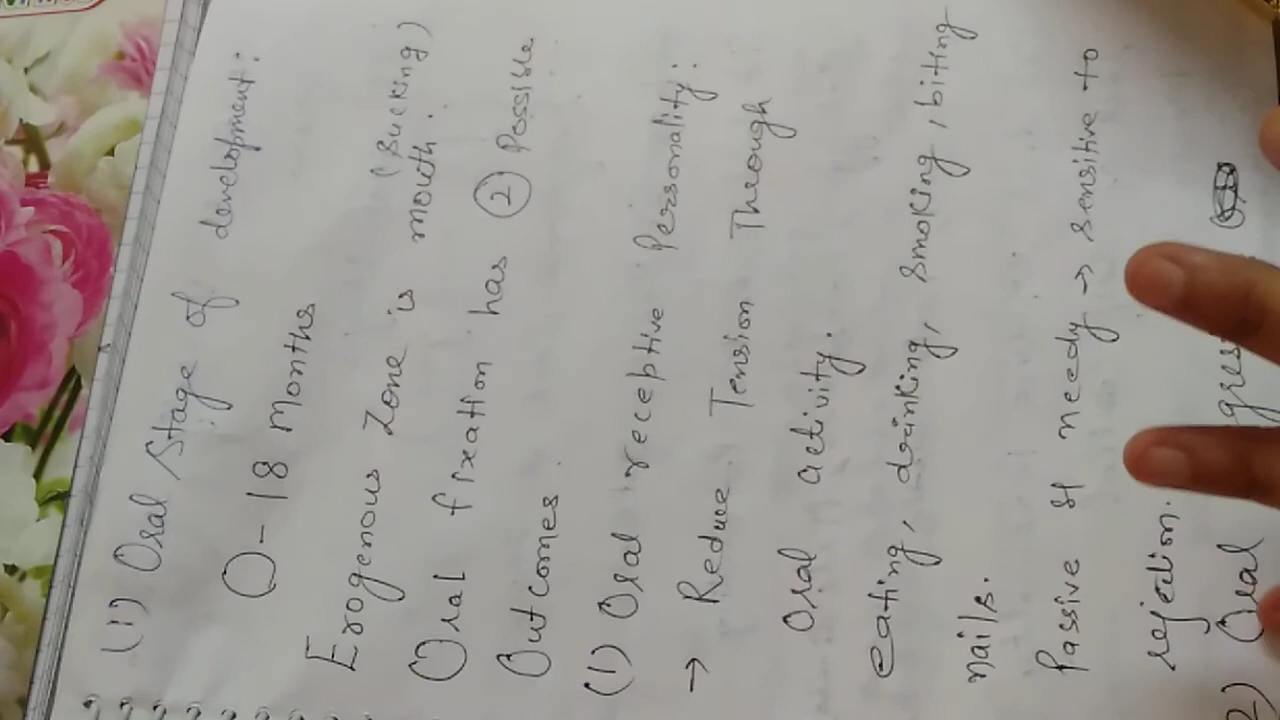 (1) Oral Stage of development:
0-18 Months
Erogenous Zone is mouth. (Sucking)
Oral fixation has 2 Possible
Outcomes.
(1) Oral receptive Personality:
→ Reduce Tension Through
Oral activity.
eating, drinking, smoking, biting
nails.
Passive & needy → sensitive to
rejection.
2) Oral